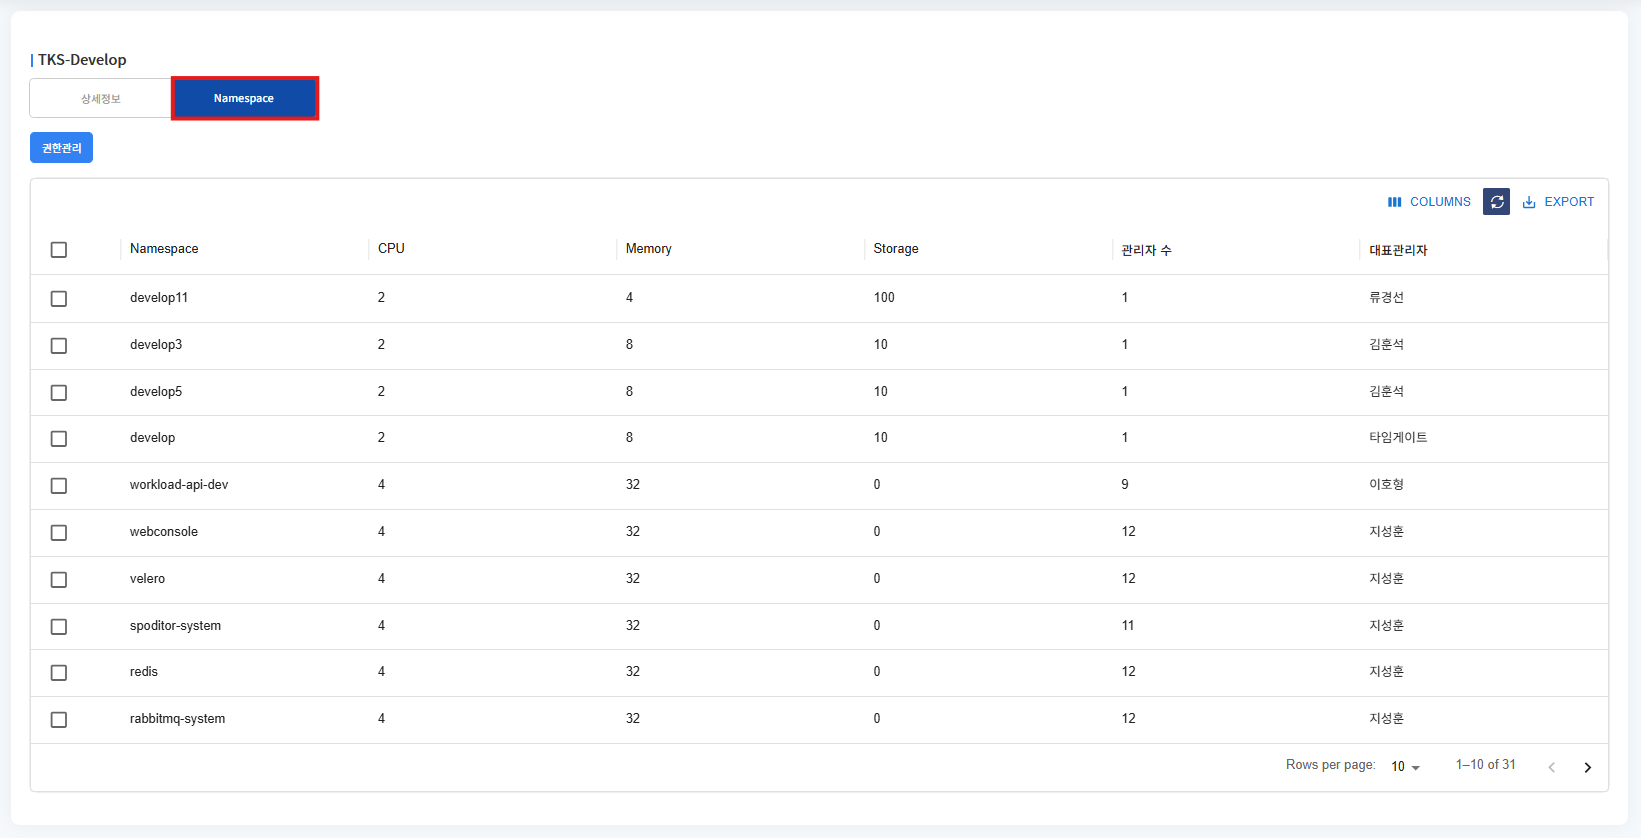 TKS-Develop
상세정보 Namespace
권한관리
COLUMNS EXPORT
Namespace CPU Memory Storage 관리자 수 대표관리자
develop11 2 4 100 1 류경선
develop3 2 8 10 1 김훈석
develop5 2 8 10 1 김훈석
develop 2 8 10 1 타임게이트
workload-api-dev 4 32 0 9 이호형
webconsole 4 32 0 12 지성훈
velero 4 32 0 12 지성훈
spoditor-system 4 32 0 11 지성훈
redis 4 32 0 12 지성훈
rabbitmq-system 4 32 0 12 지성훈
Rows per page: 10 1–10 of 31